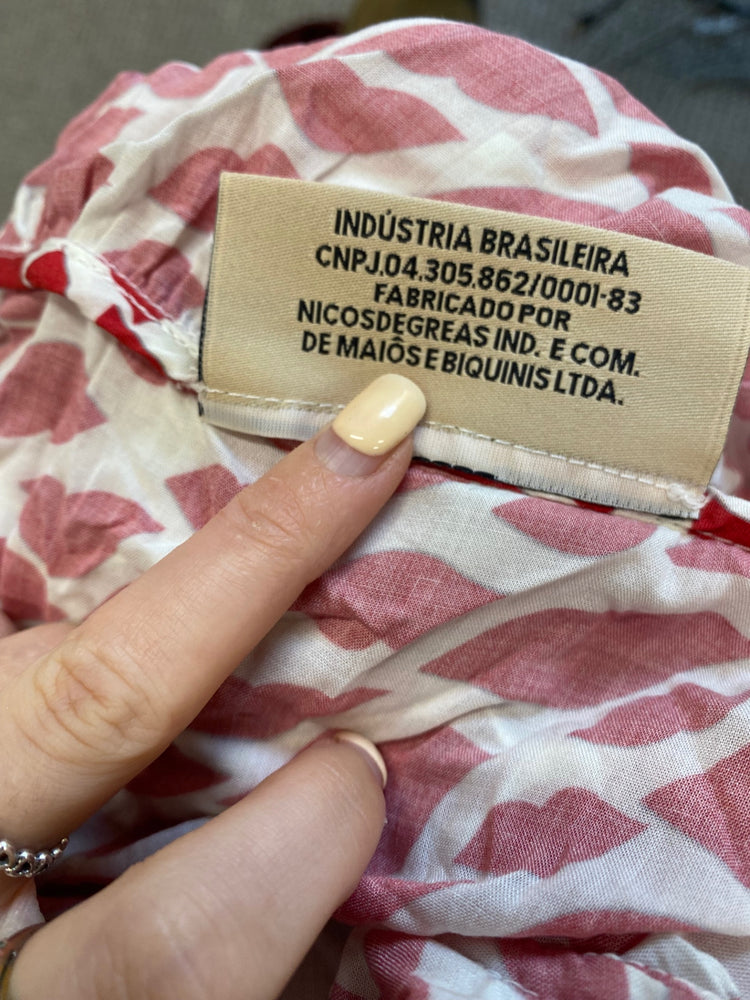 INDÚSTRIA BRASILEIRA
CNPJ.04.305.862/0001-83
FABRICADO POR
NICOSDEGREAS IND. E COM.
DE MAIÔS E BIQUINIS LTDA.